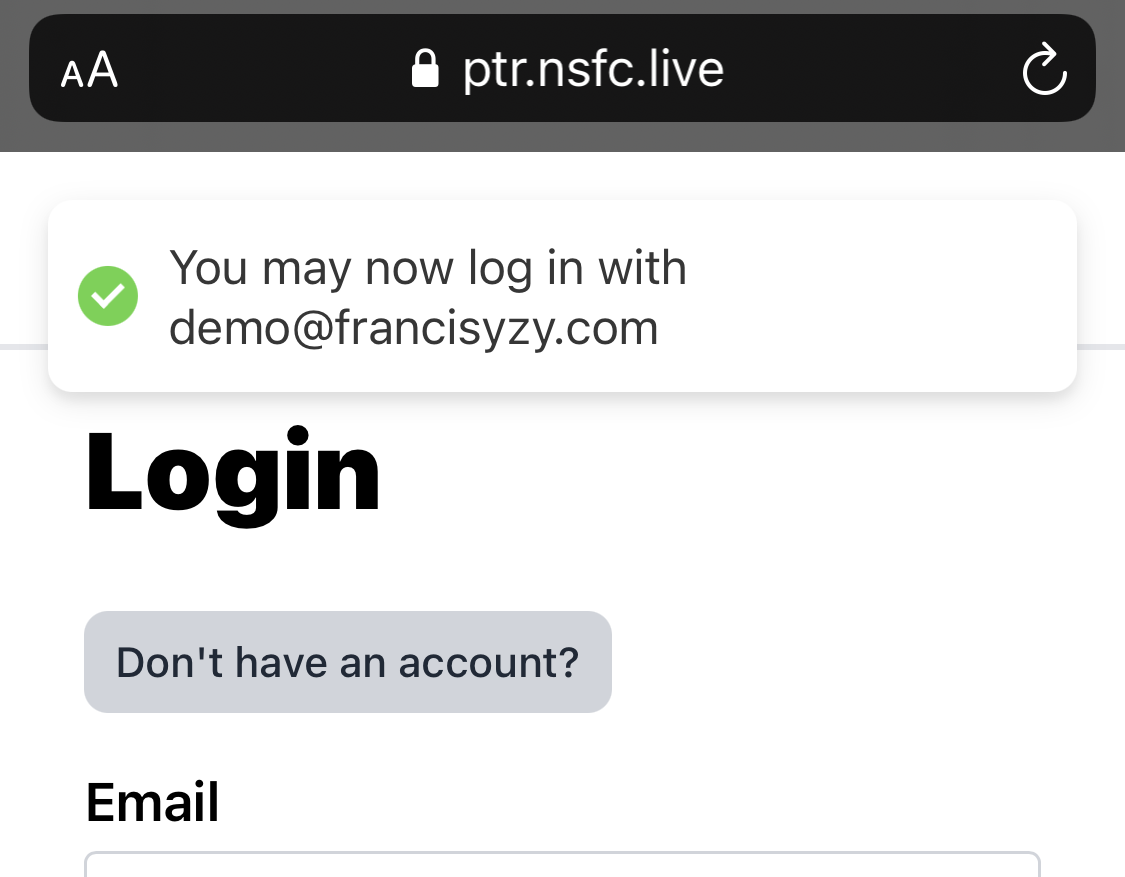 AA ptr.nsfc.live
You may now log in with
demo@francisyzy.com
Login
Don't have an account?
Email